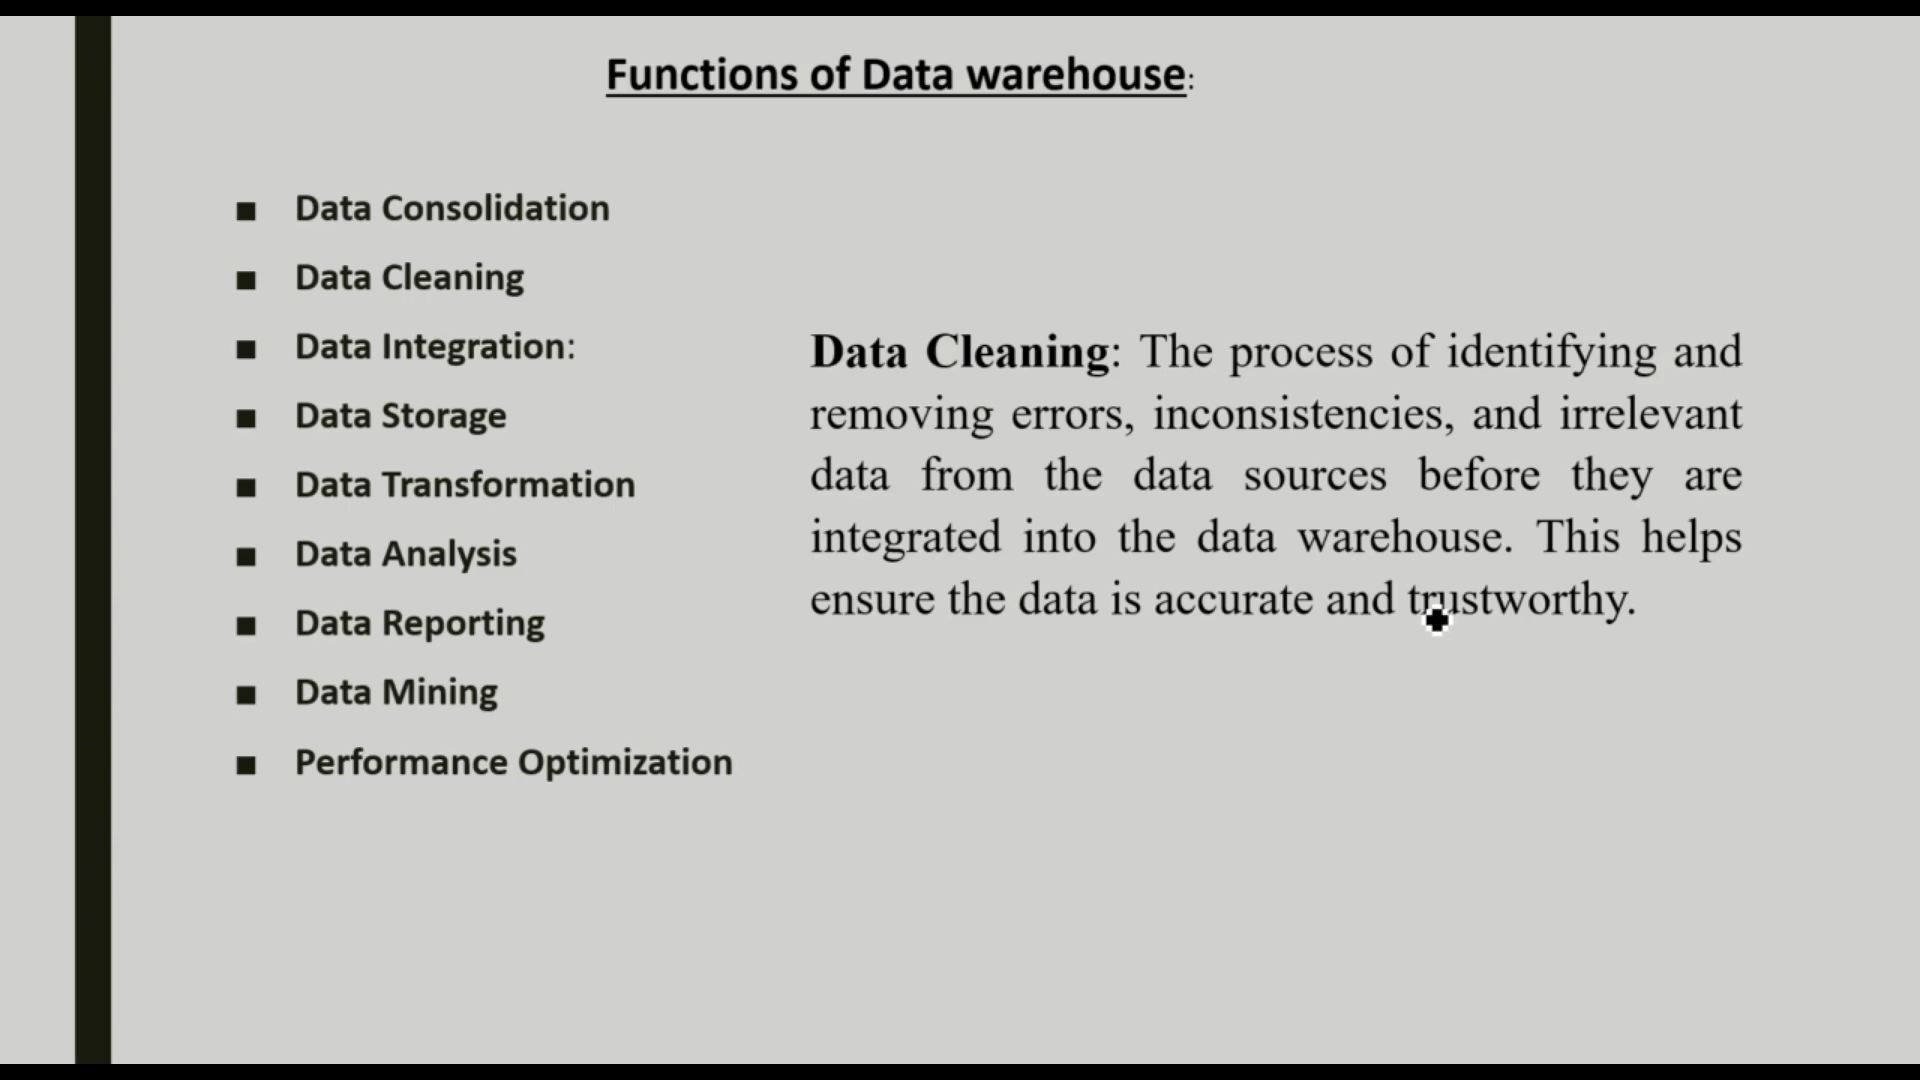 Functions of Data warehouse:
■ Data Consolidation
■ Data Cleaning
■ Data Integration:
■ Data Storage
■ Data Transformation
■ Data Analysis
■ Data Reporting
■ Data Mining
■ Performance Optimization
Data Cleaning: The process of identifying and
removing errors, inconsistencies, and irrelevant
data from the data sources before they are
integrated into the data warehouse. This helps
ensure the data is accurate and trustworthy.